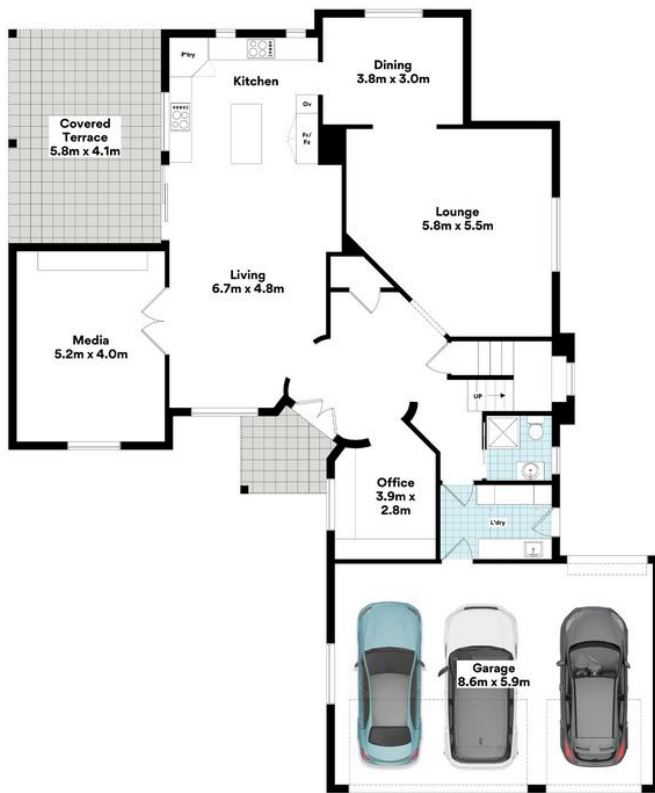 P'try
Kitchen
Dining
3.8m x 3.0m
Covered
Terrace
5.8m x 4.1m
Ov
Fr/
Fz
Lounge
5.8m x 5.5m
Living
6.7m x 4.8m
Media
5.2m x 4.0m
UP
Office
3.9m x
2.8m
L'dry
Garage
8.6m x 5.9m